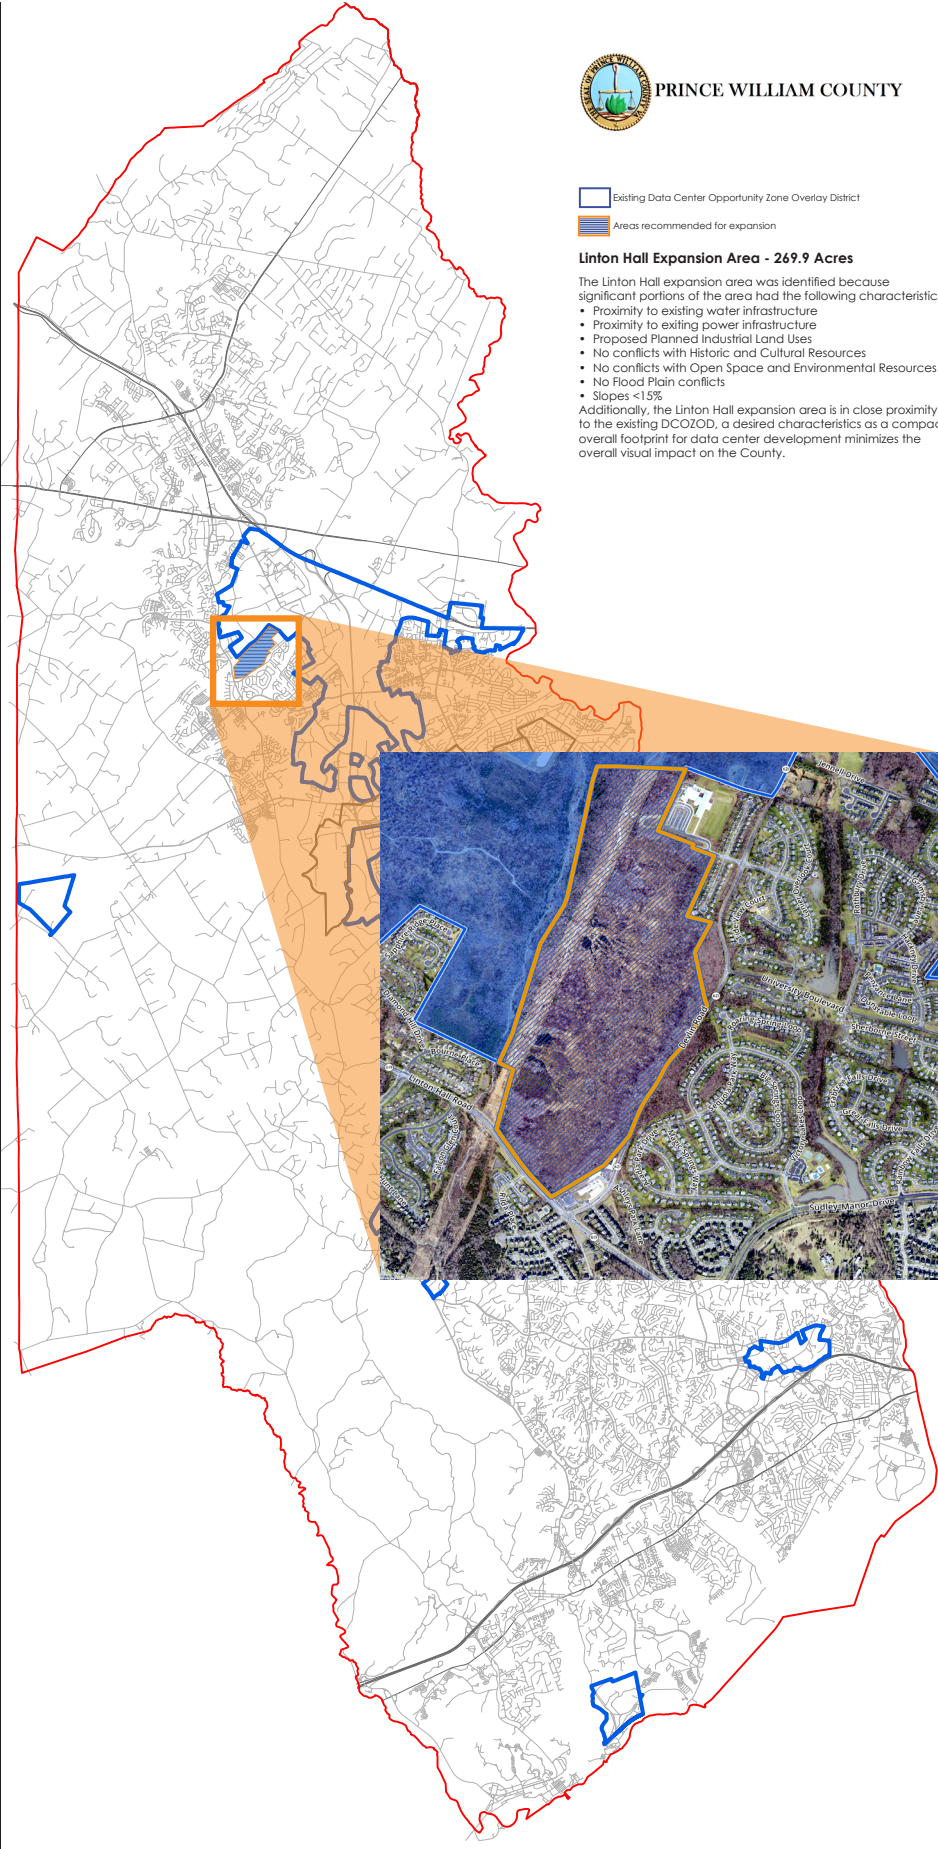 PRINCE WILLIAM COUNTY
Existing Data Center Opportunity Zone Overlay District
Areas recommended for expansion
Linton Hall Expansion Area - 269.9 Acres
The Linton Hall expansion area was identified because
significant portions of the area had the following characteristic
• Proximity to existing water infrastructure
• Proximity to exiting power infrastructure
• Proposed Planned Industrial Land Uses
• No conflicts with Historic and Cultural Resources
• No conflicts with Open Space and Environmental Resources
• No Flood Plain conflicts
• Slopes <15%
Additionally, the Linton Hall expansion area is in close proximity
to the existing DCOZOD, a desired characteristics as a compac
overall footprint for data center development minimizes the
overall visual impact on the County.
Jennell Drive
University Boulevard
Linton Hall Road
Sherbourne Street
Sudley Manor Drive